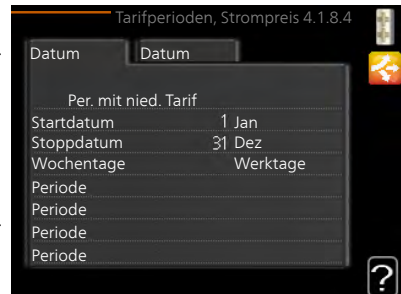 Tarifperioden, Strompreis 4.1.8.4
Datum Datum
Per. mit nied. Tarif
Startdatum 1 Jan
Stoppdatum 31 Dez
Wochentage Werktage
Periode
Periode
Periode
Periode
?